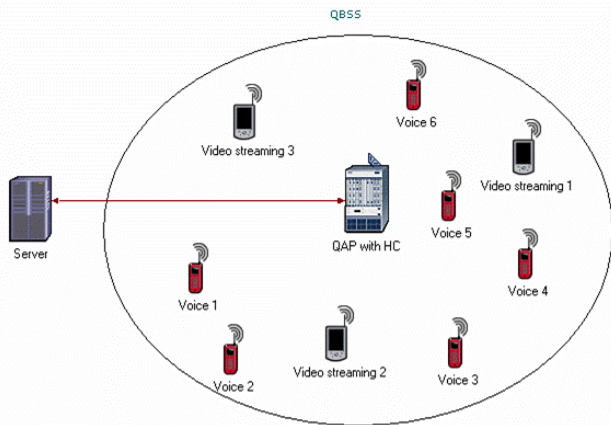 QBSS
Voice 6
Video streaming 3
Video streaming 1
Voice 5
QAP with HC
Server
Voice 4
Voice 1
Video streaming 2
Voice 3
Voice 2